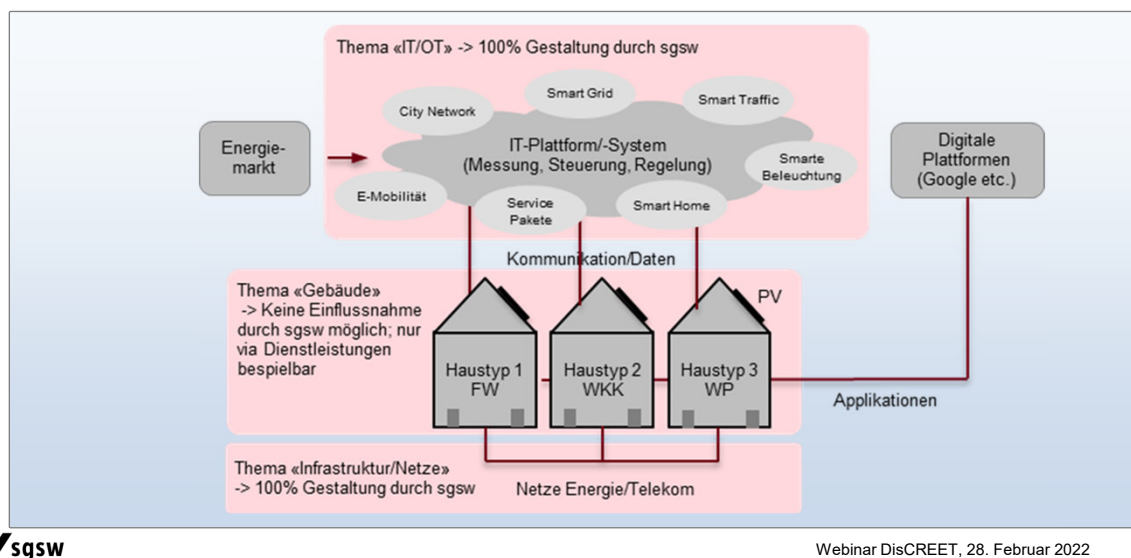 Thema «IT/OT» -> 100% Gestaltung durch sgsw
Smart Grid
Smart Traffic
City Network
Energie-
markt
IT-Plattform/-System
(Messung, Steuerung, Regelung)
Digitale
Plattformen
(Google etc.)
Smarte
Beleuchtung
E-Mobilität
Service
Pakete
Smart Home
Kommunikation/Daten
Thema «Gebäude»
-> Keine Einflussnahme
durch sgsw möglich; nur
via Dienstleistungen
bespielbar
PV
Haustyp 1
FW
Haustyp 2
WKK
Haustyp 3
WP
Applikationen
Thema «Infrastruktur/Netze»
-> 100% Gestaltung durch sgsw
Netze Energie/Telekom
sgsw
Webinar DisCREET, 28. Februar 2022